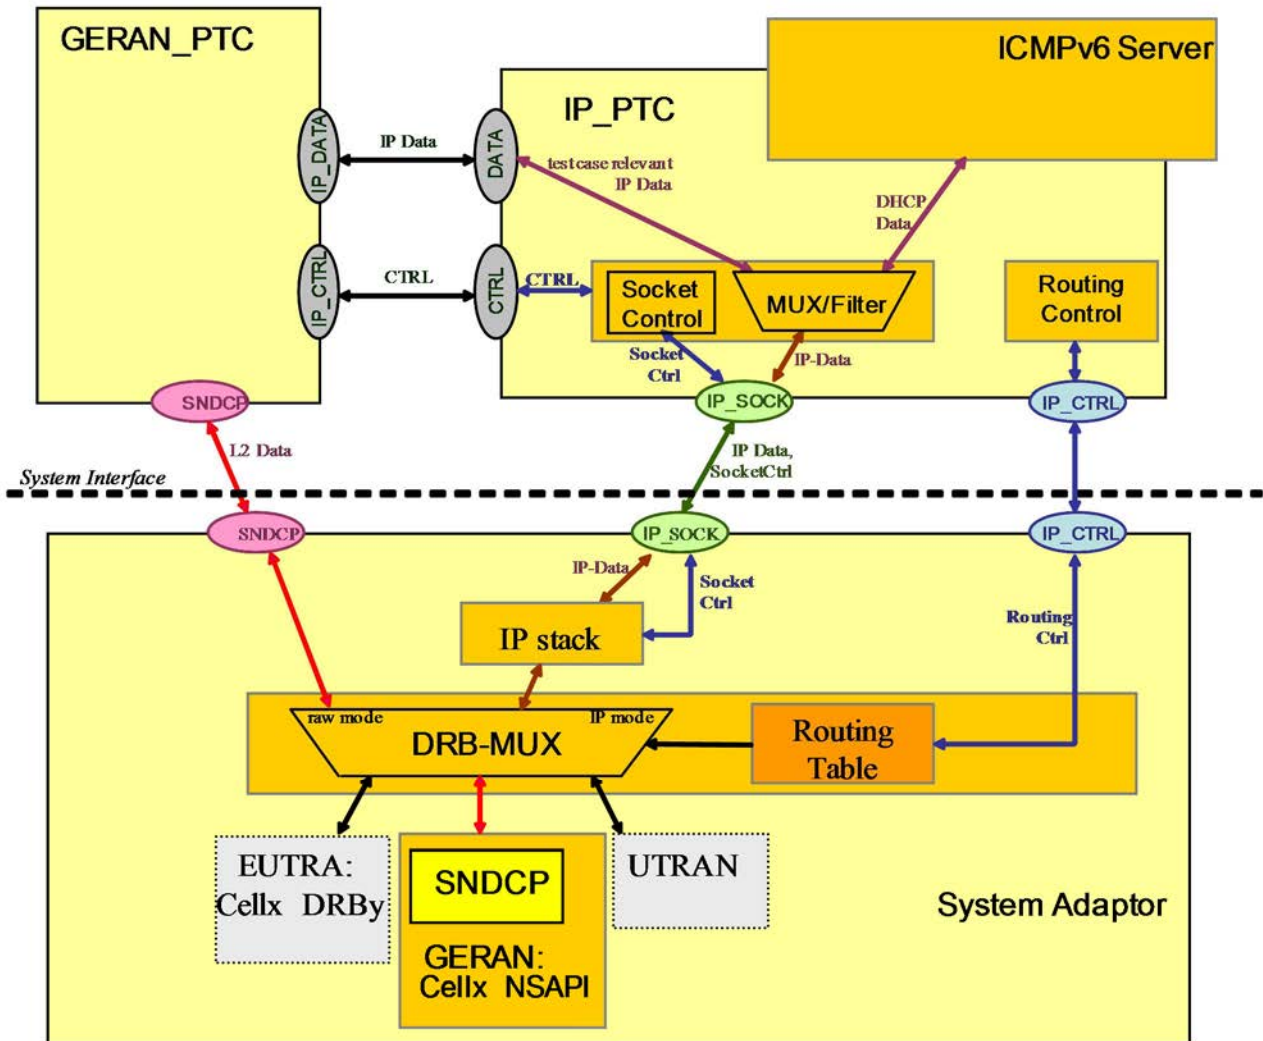 GERAN_PTC
ICMPv6 Server
IP_PTC
IP_DATA
IP Data
DATA
testcase relevant
IP Data
DHCP
Data
IP_CTRL
CTRL
CTRL
CTRL
Socket
Control
MUX/Filter
Routing
Control
Socket
Ctrl
IP-Data
SNDCP
IP_SOCK
IP_CTRL
L2 Data
IP Data,
SocketCtrl
System Interface
SNDCP
IP_SOCK
IP_CTRL
IP-Data
Socket
Ctrl
IP stack
Routing
Ctrl
raw mode
IP mode
DRB-MUX
Routing
Table
EUTRA:
Cellx DRBy
SNDCP
GERAN:
Cellx NSAPI
UTRAN
System Adaptor